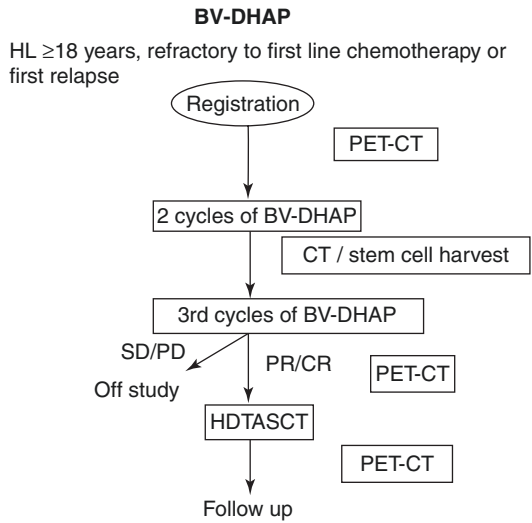 BV-DHAP
HL ≥18 years, refractory to first line chemotherapy or
first relapse
Registration
PET-CT
2 cycles of BV-DHAP
CT / stem cell harvest
3rd cycles of BV-DHAP
SD/PD
PR/CR
PET-CT
Off study
HDTASCT
PET-CT
Follow up